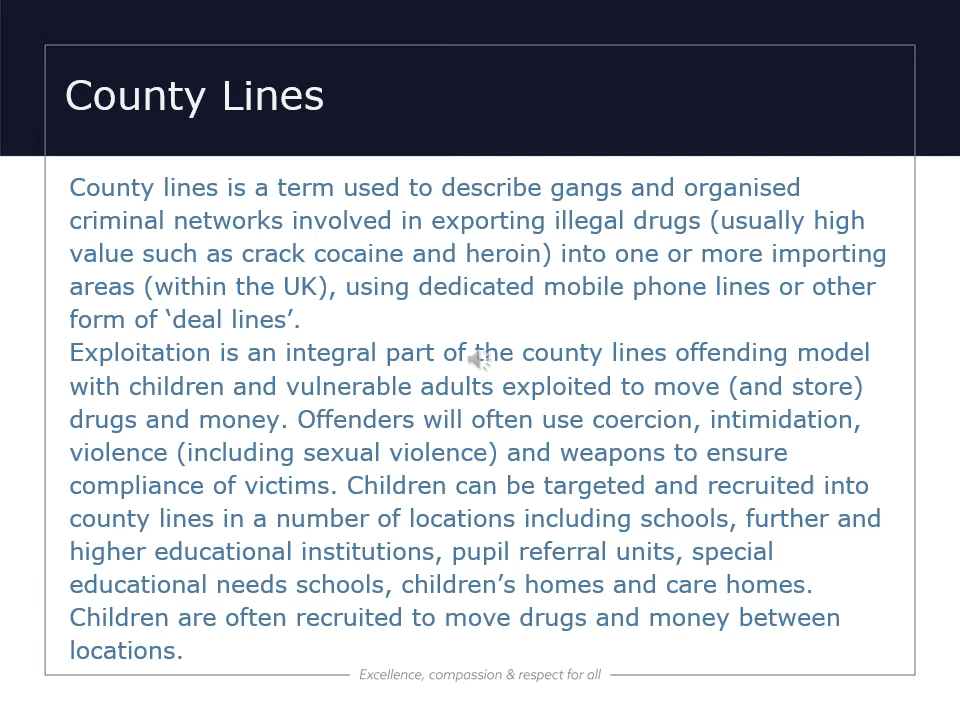 County Lines
County lines is a term used to describe gangs and organised
criminal networks involved in exporting illegal drugs (usually high
value such as crack cocaine and heroin) into one or more importing
areas (within the UK), using dedicated mobile phone lines or other
form of ‘deal lines’.
Exploitation is an integral part of the county lines offending model
with children and vulnerable adults exploited to move (and store)
drugs and money. Offenders will often use coercion, intimidation,
violence (including sexual violence) and weapons to ensure
compliance of victims. Children can be targeted and recruited into
county lines in a number of locations including schools, further and
higher educational institutions, pupil referral units, special
educational needs schools, children’s homes and care homes.
Children are often recruited to move drugs and money between
locations.
Excellence, compassion & respect for all